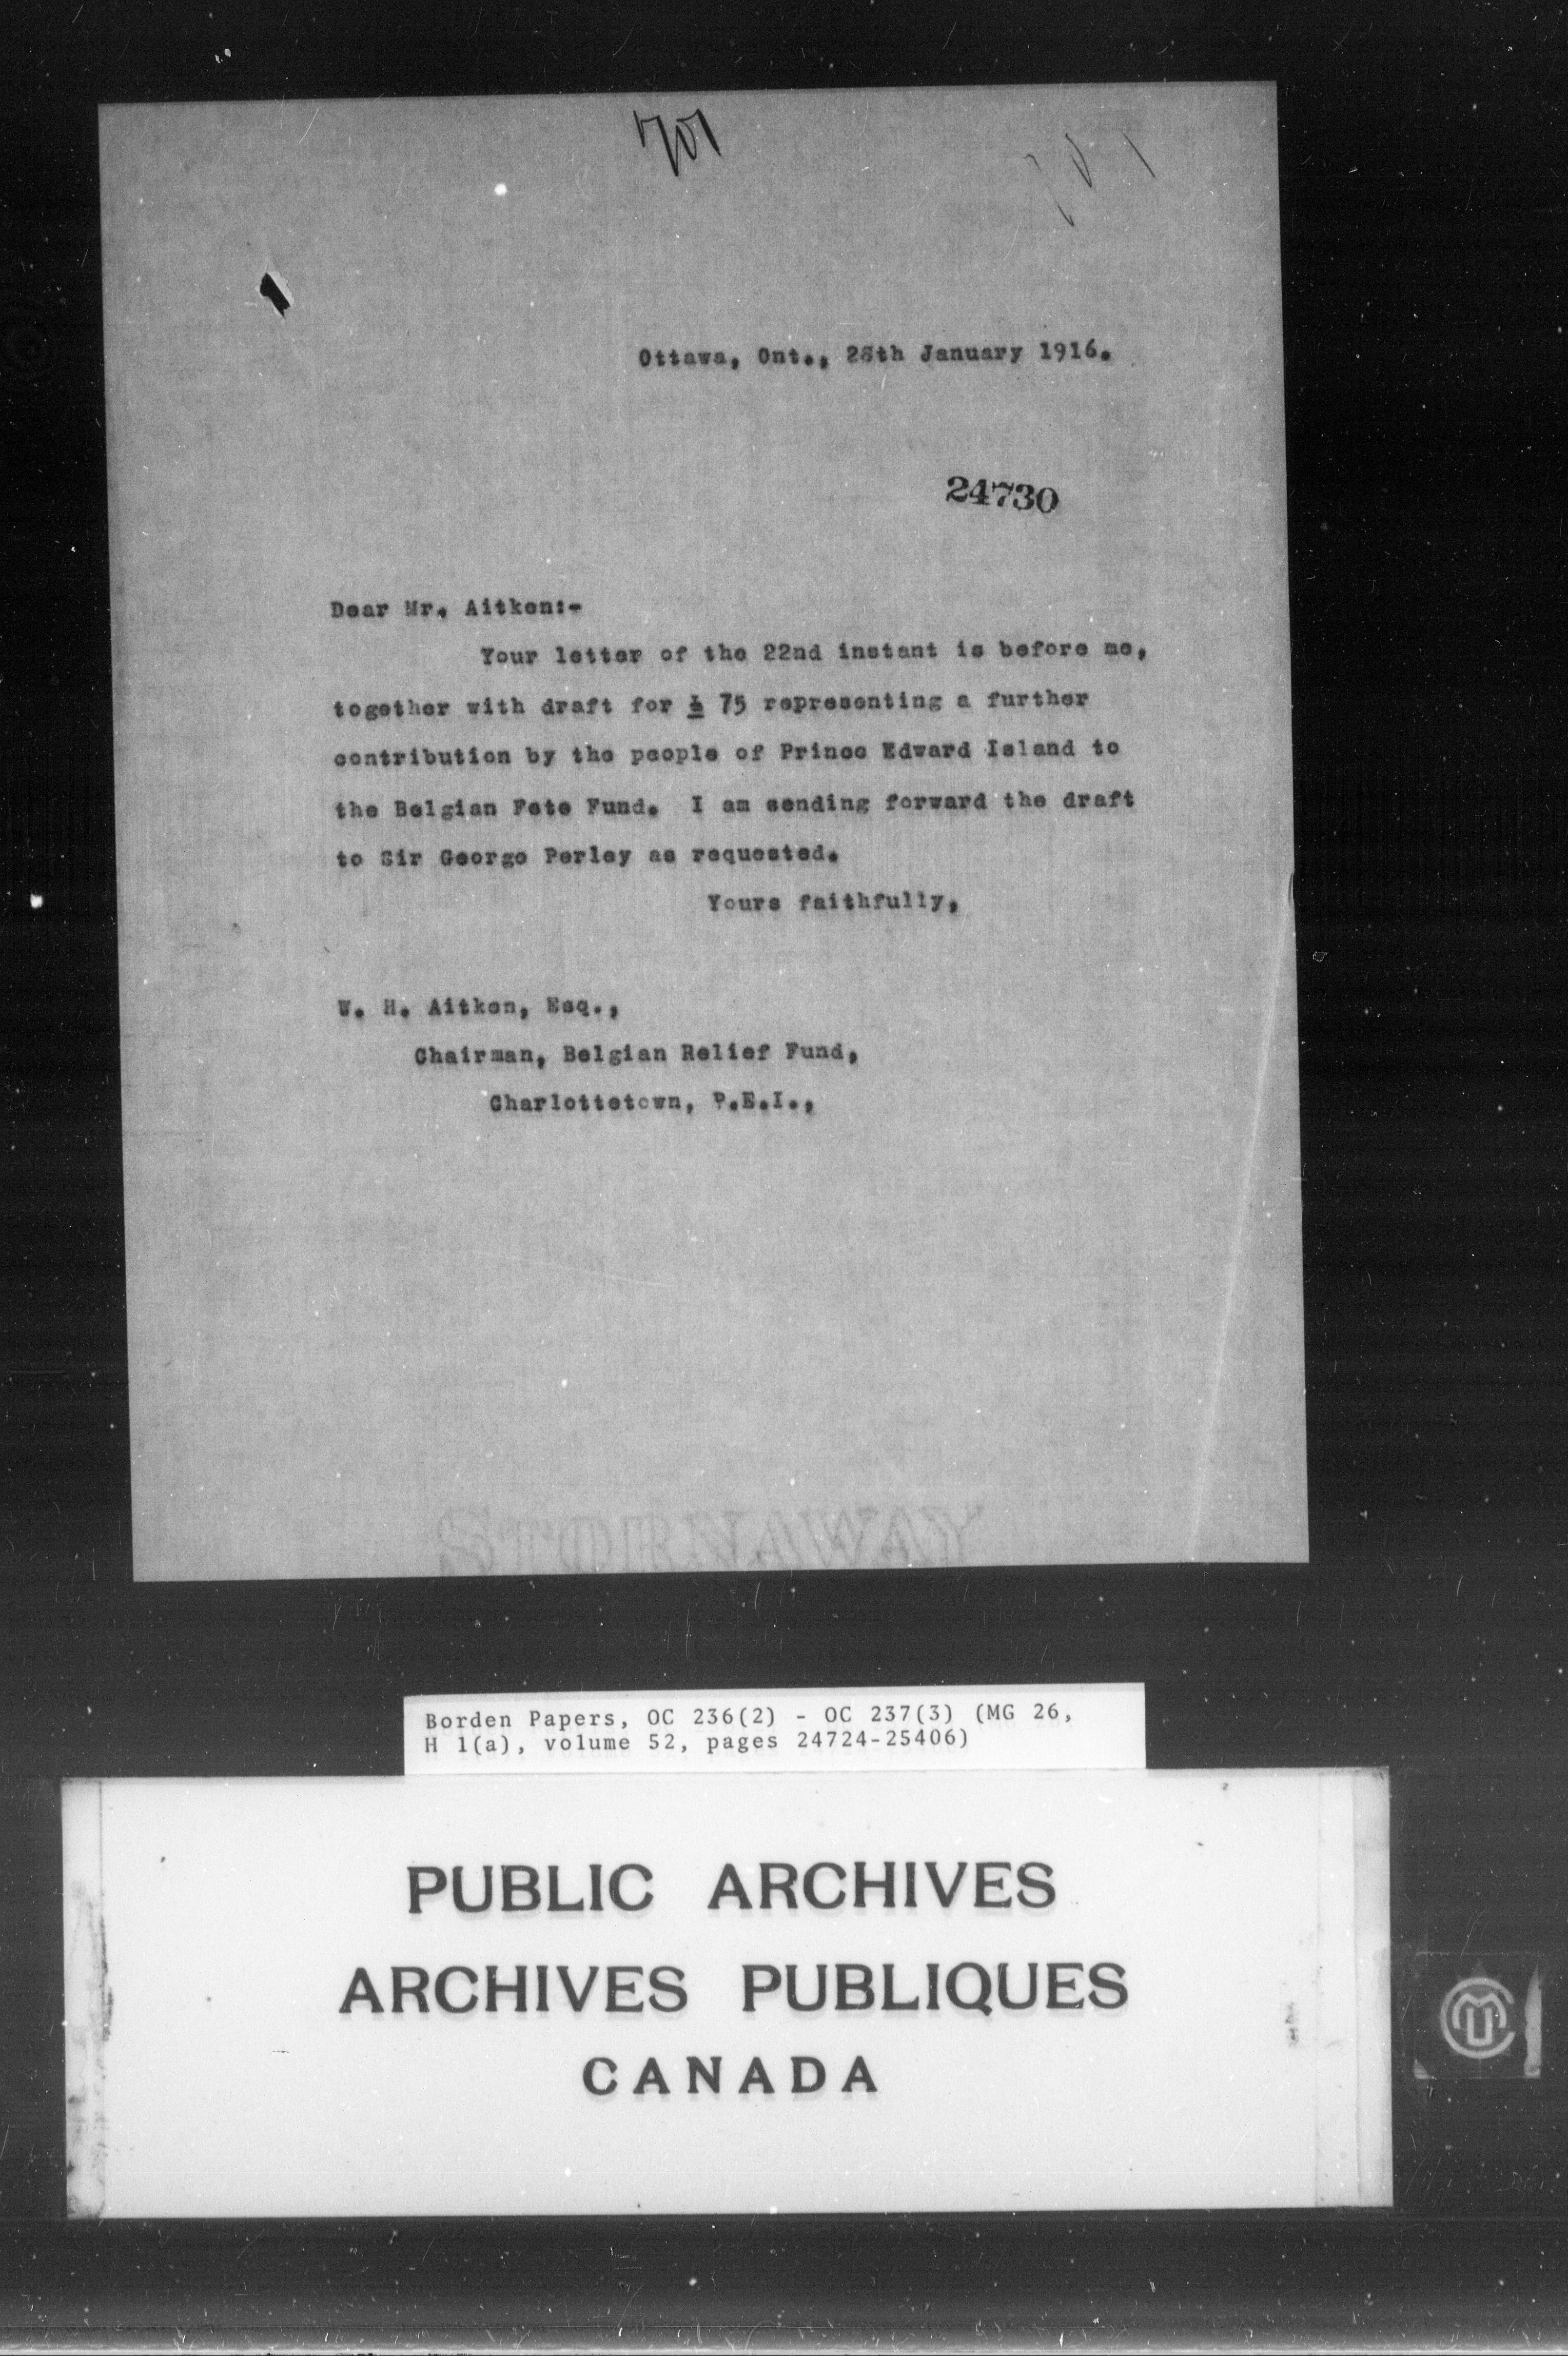 701
Ottawa, Ont., 28th January 1916.
24730
Dear Mr. Aitken:-
Your letter of the 22nd instant is before me,
together with draft for £ 75 representing a further
contribution by the people of Prince Edward Island to
the Belgian Fete Fund. I am sending forward the draft
to Sir George Perley as requested.
Yours faithfully,
W. H. Aitken, Esq.,
Chairman, Belgian Relief Fund,
Charlottetown, P.E.I.,
STORNAWAY
Borden Papers, OC 236(2) - OC 237(3) (MG 26,
H 1(a), volume 52, pages 24724-25406)
PUBLIC ARCHIVES
ARCHIVES PUBLIQUES
CANADA